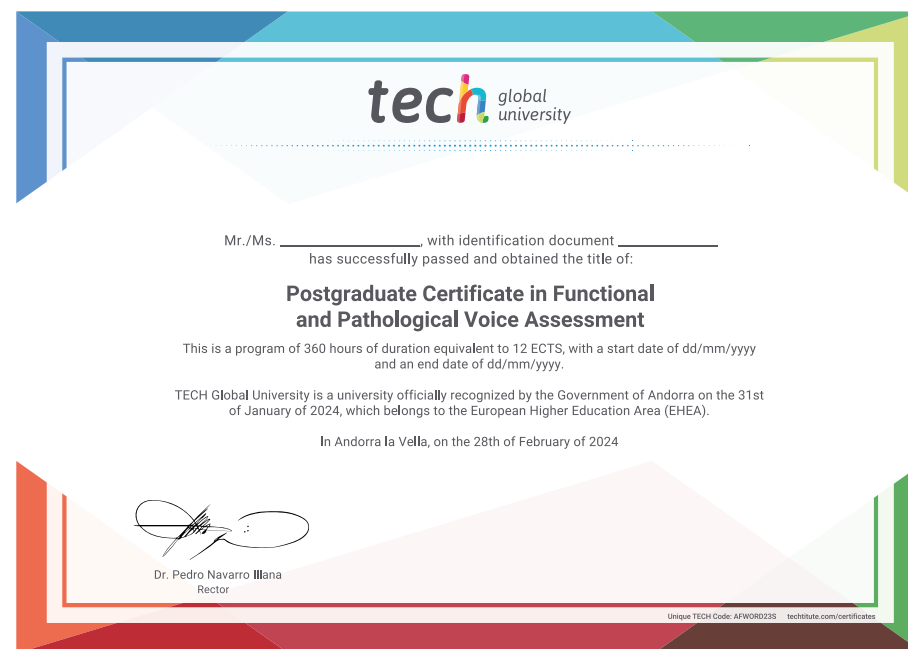 tech global
university
Mr./Ms. ____________, with identification document ____________
has successfully passed and obtained the title of:
Postgraduate Certificate in Functional
and Pathological Voice Assessment
This is a program of 360 hours of duration equivalent to 12 ECTS, with a start date of dd/mm/yyyy
and an end date of dd/mm/yyyy.
TECH Global University is a university officially recognized by the Government of Andorra on the 31st
of January of 2024, which belongs to the European Higher Education Area (EHEA).
In Andorra la Vella, on the 28th of February of 2024
Dr. Pedro Navarro Illana
Rector
Unique TECH Code: AFWORD23S techtitute.com/certificates